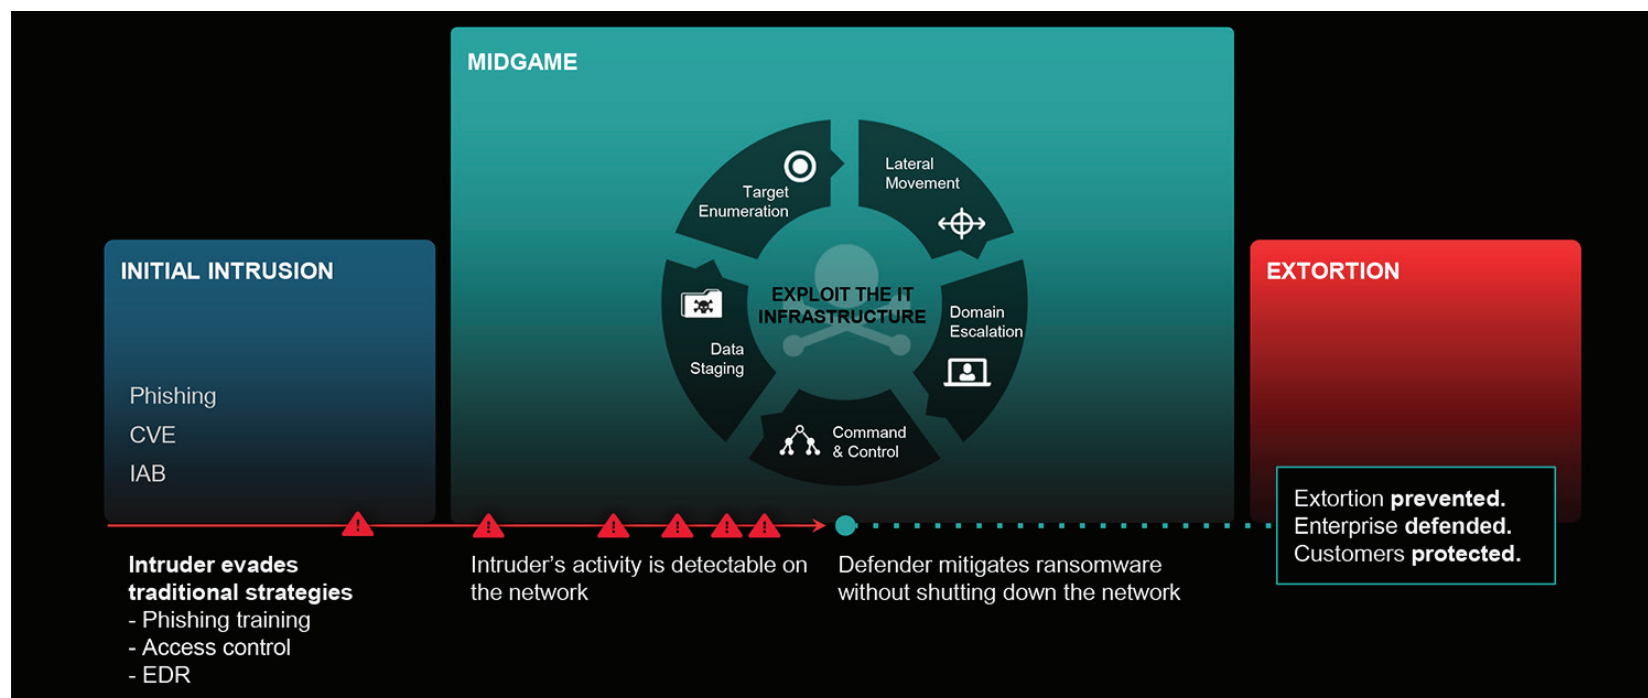 MIDGAME
Target
Enumeration
Lateral
Movement
INITIAL INTRUSION
EXPLOIT THE IT
INFRASTRUCTURE
EXTORTION
Domain
Escalation
Data
Staging
Command
& Control
Phishing
CVE
IAB
Intruder evades
traditional strategies
- Phishing training
- Access control
- EDR
Intruder’s activity is detectable on
the network
Defender mitigates ransomware
without shutting down the network
Extortion prevented.
Enterprise defended.
Customers protected.